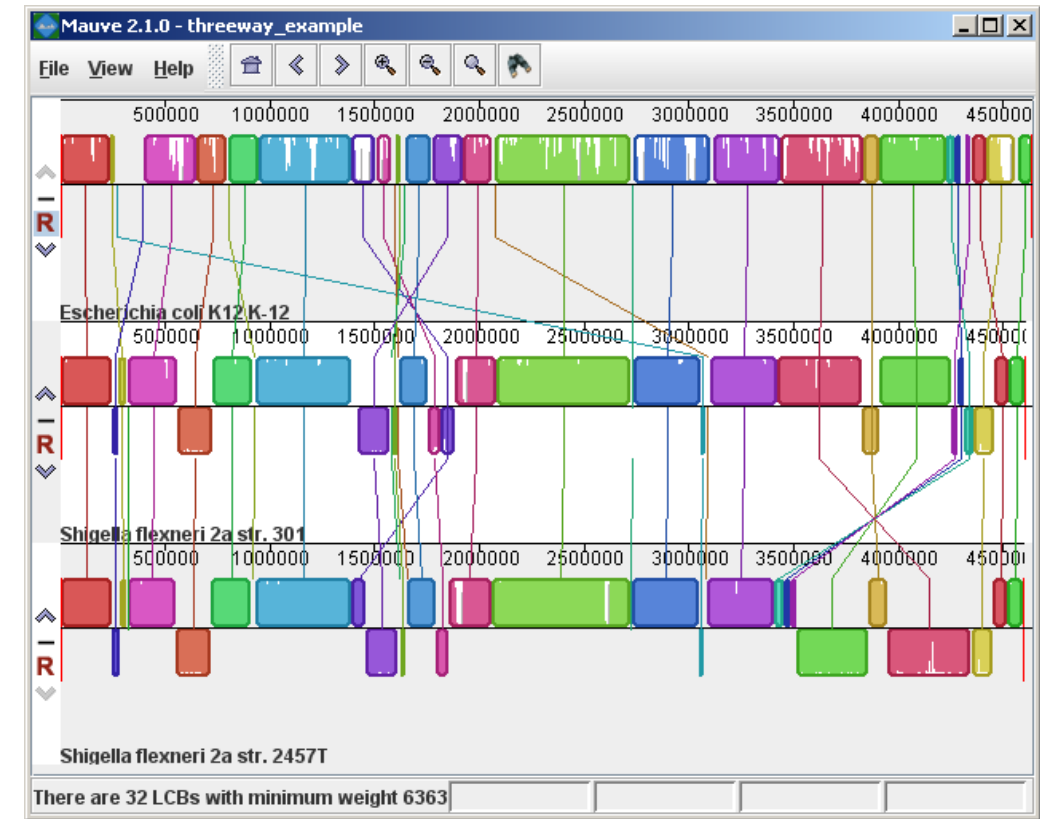 Mauve 2.1.0 - threeway_example
File View Help
500000 1000000 1500000 2000000 2500000 3000000 3500000 4000000 450000
R
Escherichia coli K12 K-12
500000 1000000 1500000 2000000 2500000 3000000 3500000 4000000
R
Shigella flexneri 2a str. 301
500000 1000000 1500000 2000000 2500000 3000000 3500000 4000000
R
Shigella flexneri 2a str. 2457T
There are 32 LCBs with minimum weight 6363